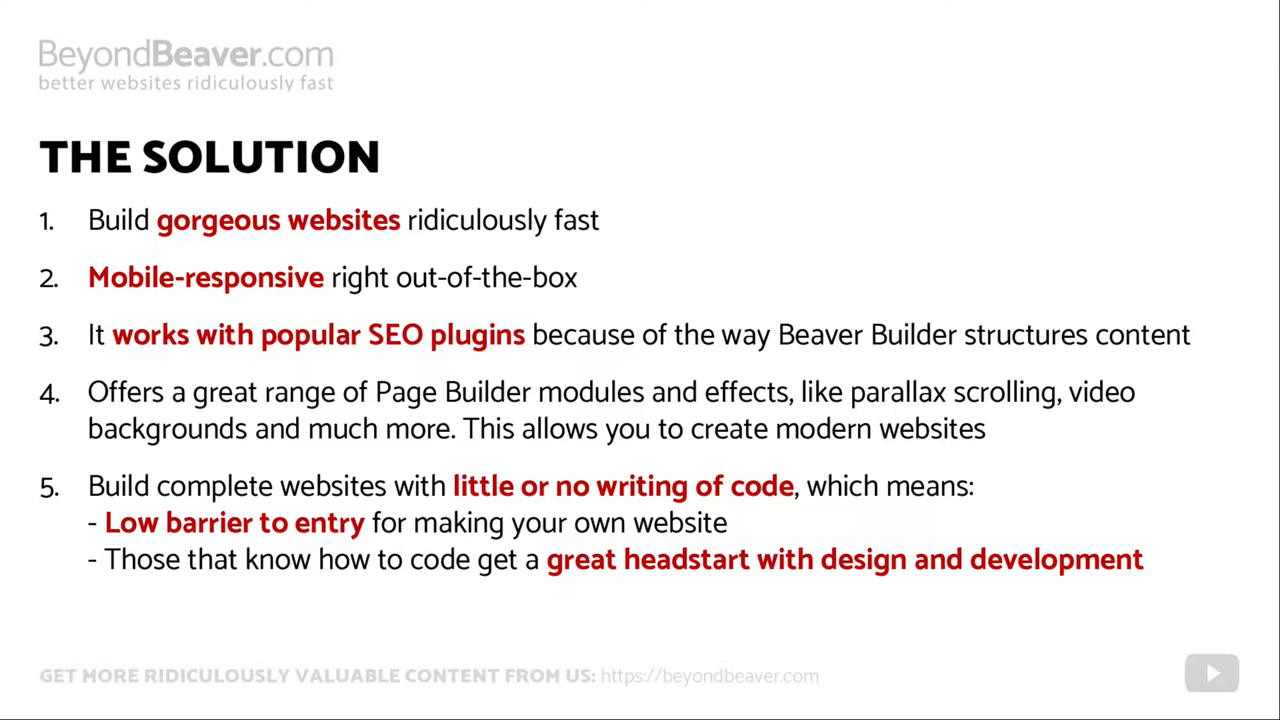 BeyondBeaver.com
better websites ridiculously fast
THE SOLUTION
1. Build gorgeous websites ridiculously fast
2. Mobile-responsive right out-of-the-box
3. It works with popular SEO plugins because of the way Beaver Builder structures content
4. Offers a great range of Page Builder modules and effects, like parallax scrolling, video
backgrounds and much more. This allows you to create modern websites
5. Build complete websites with little or no writing of code, which means:
- Low barrier to entry for making your own website
- Those that know how to code get a great headstart with design and development
GET MORE RIDICULOUSLY VALUABLE CONTENT FROM US: https://beyondbeaver.com